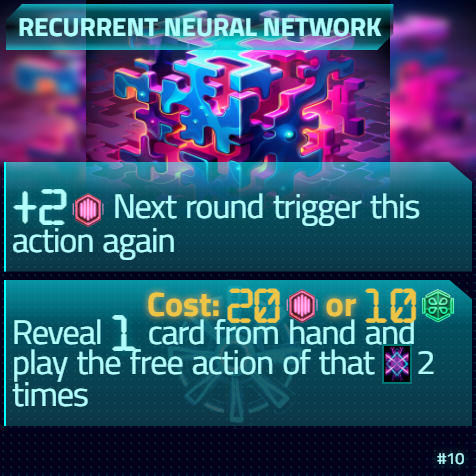 RECURRENT NEURAL NETWORK
+2 Next round trigger this
action again
Cost: 20 or 10
Reveal 1 card from hand and
play the free action of that 2
times
#10